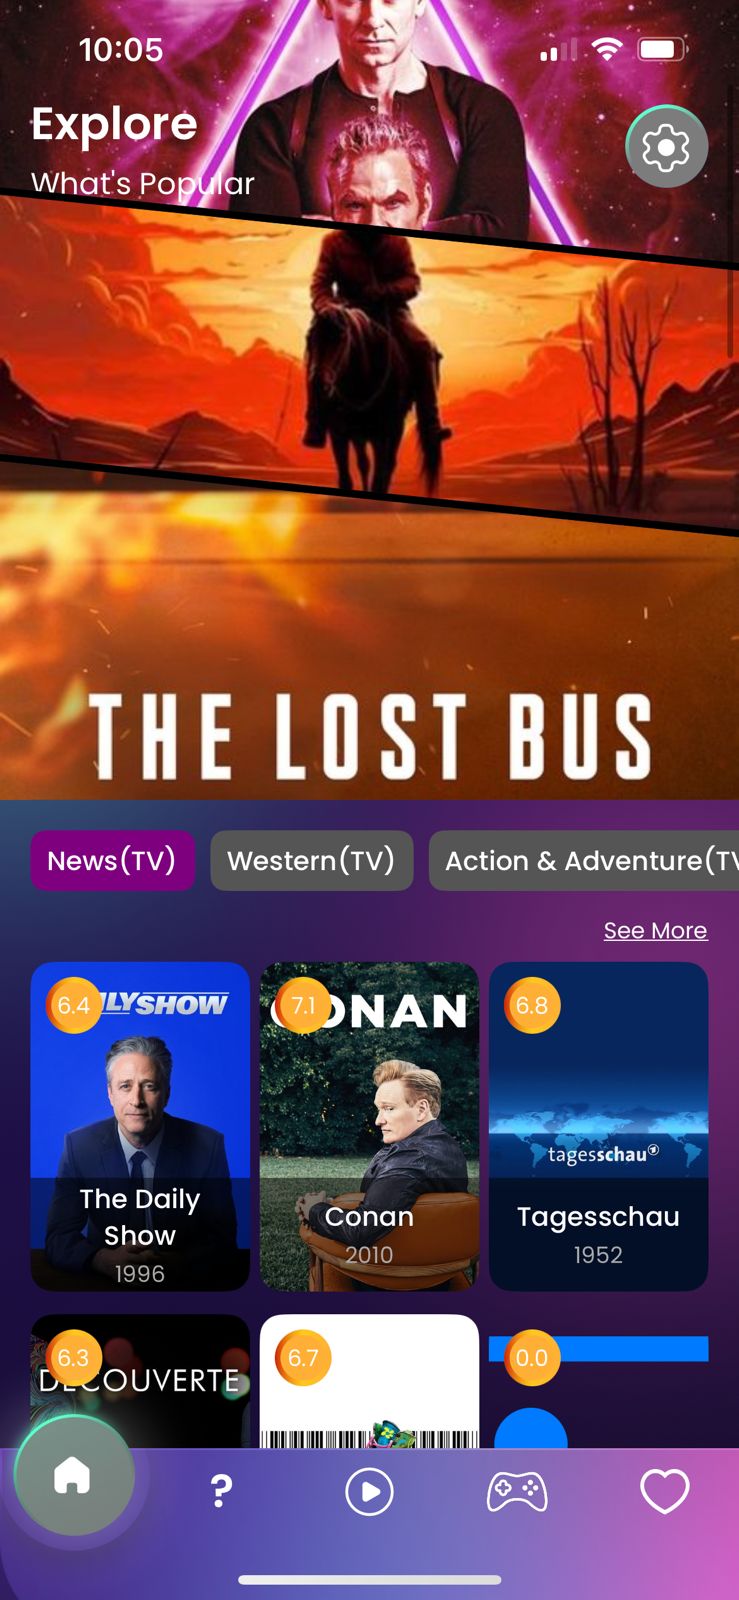 10:05
Explore
What's Popular
THE LOST BUS
News(TV)
Western(TV)
Action & Adventure(TV
See More
6.4
ILYSHOW
The Daily
Show
1996
7.1
CONAN
Conan
2010
6.8
tagesschau
Tagesschau
1952
6.3
DECOUVERTE
6.7
0.0
?